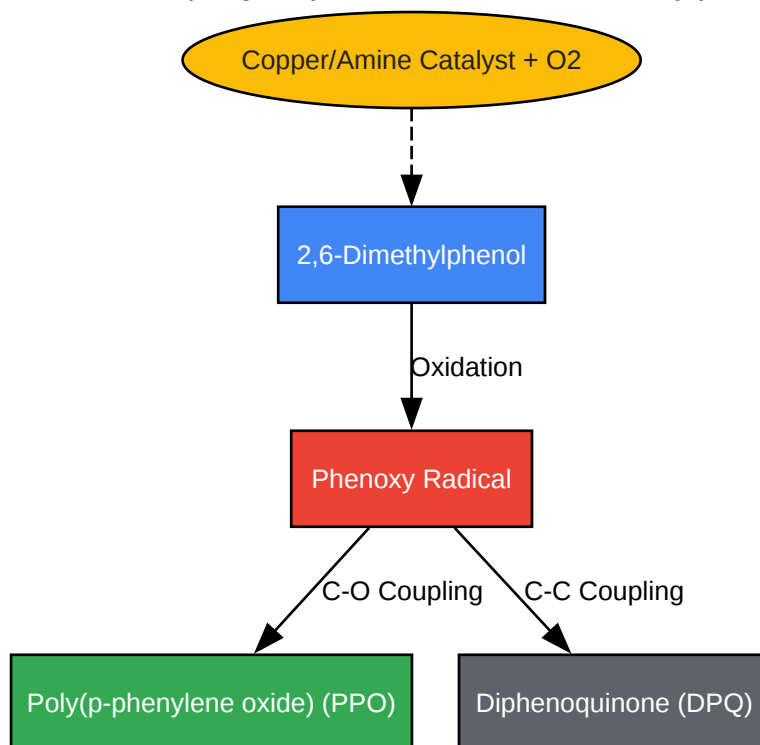 Copper/Amine Catalyst + O2
2,6-Dimethylphenol
Oxidation
Phenoxy Radical
C-O Coupling
C-C Coupling
Poly(p-phenylene oxide) (PPO)
Diphenoquinone (DPQ)